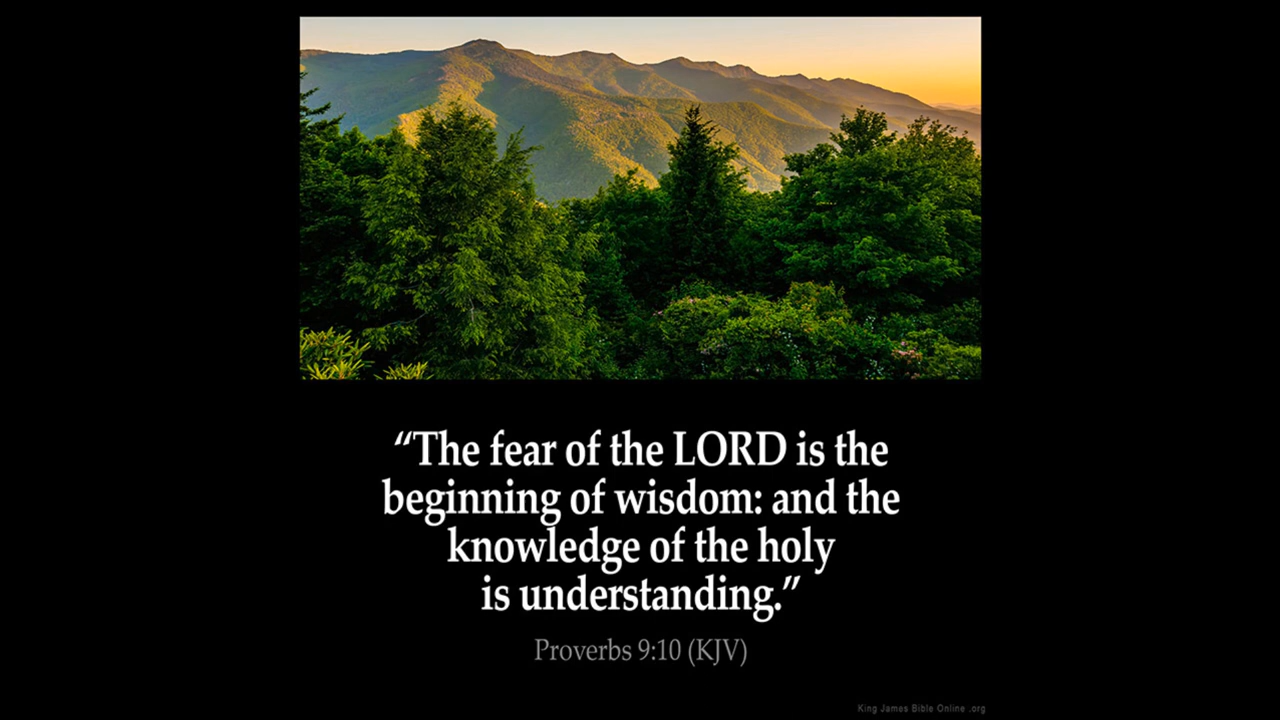 “The fear of the LORD is the
beginning of wisdom: and the
knowledge of the holy
is understanding.”
Proverbs 9:10 (KJV)
King James Bible Online .org